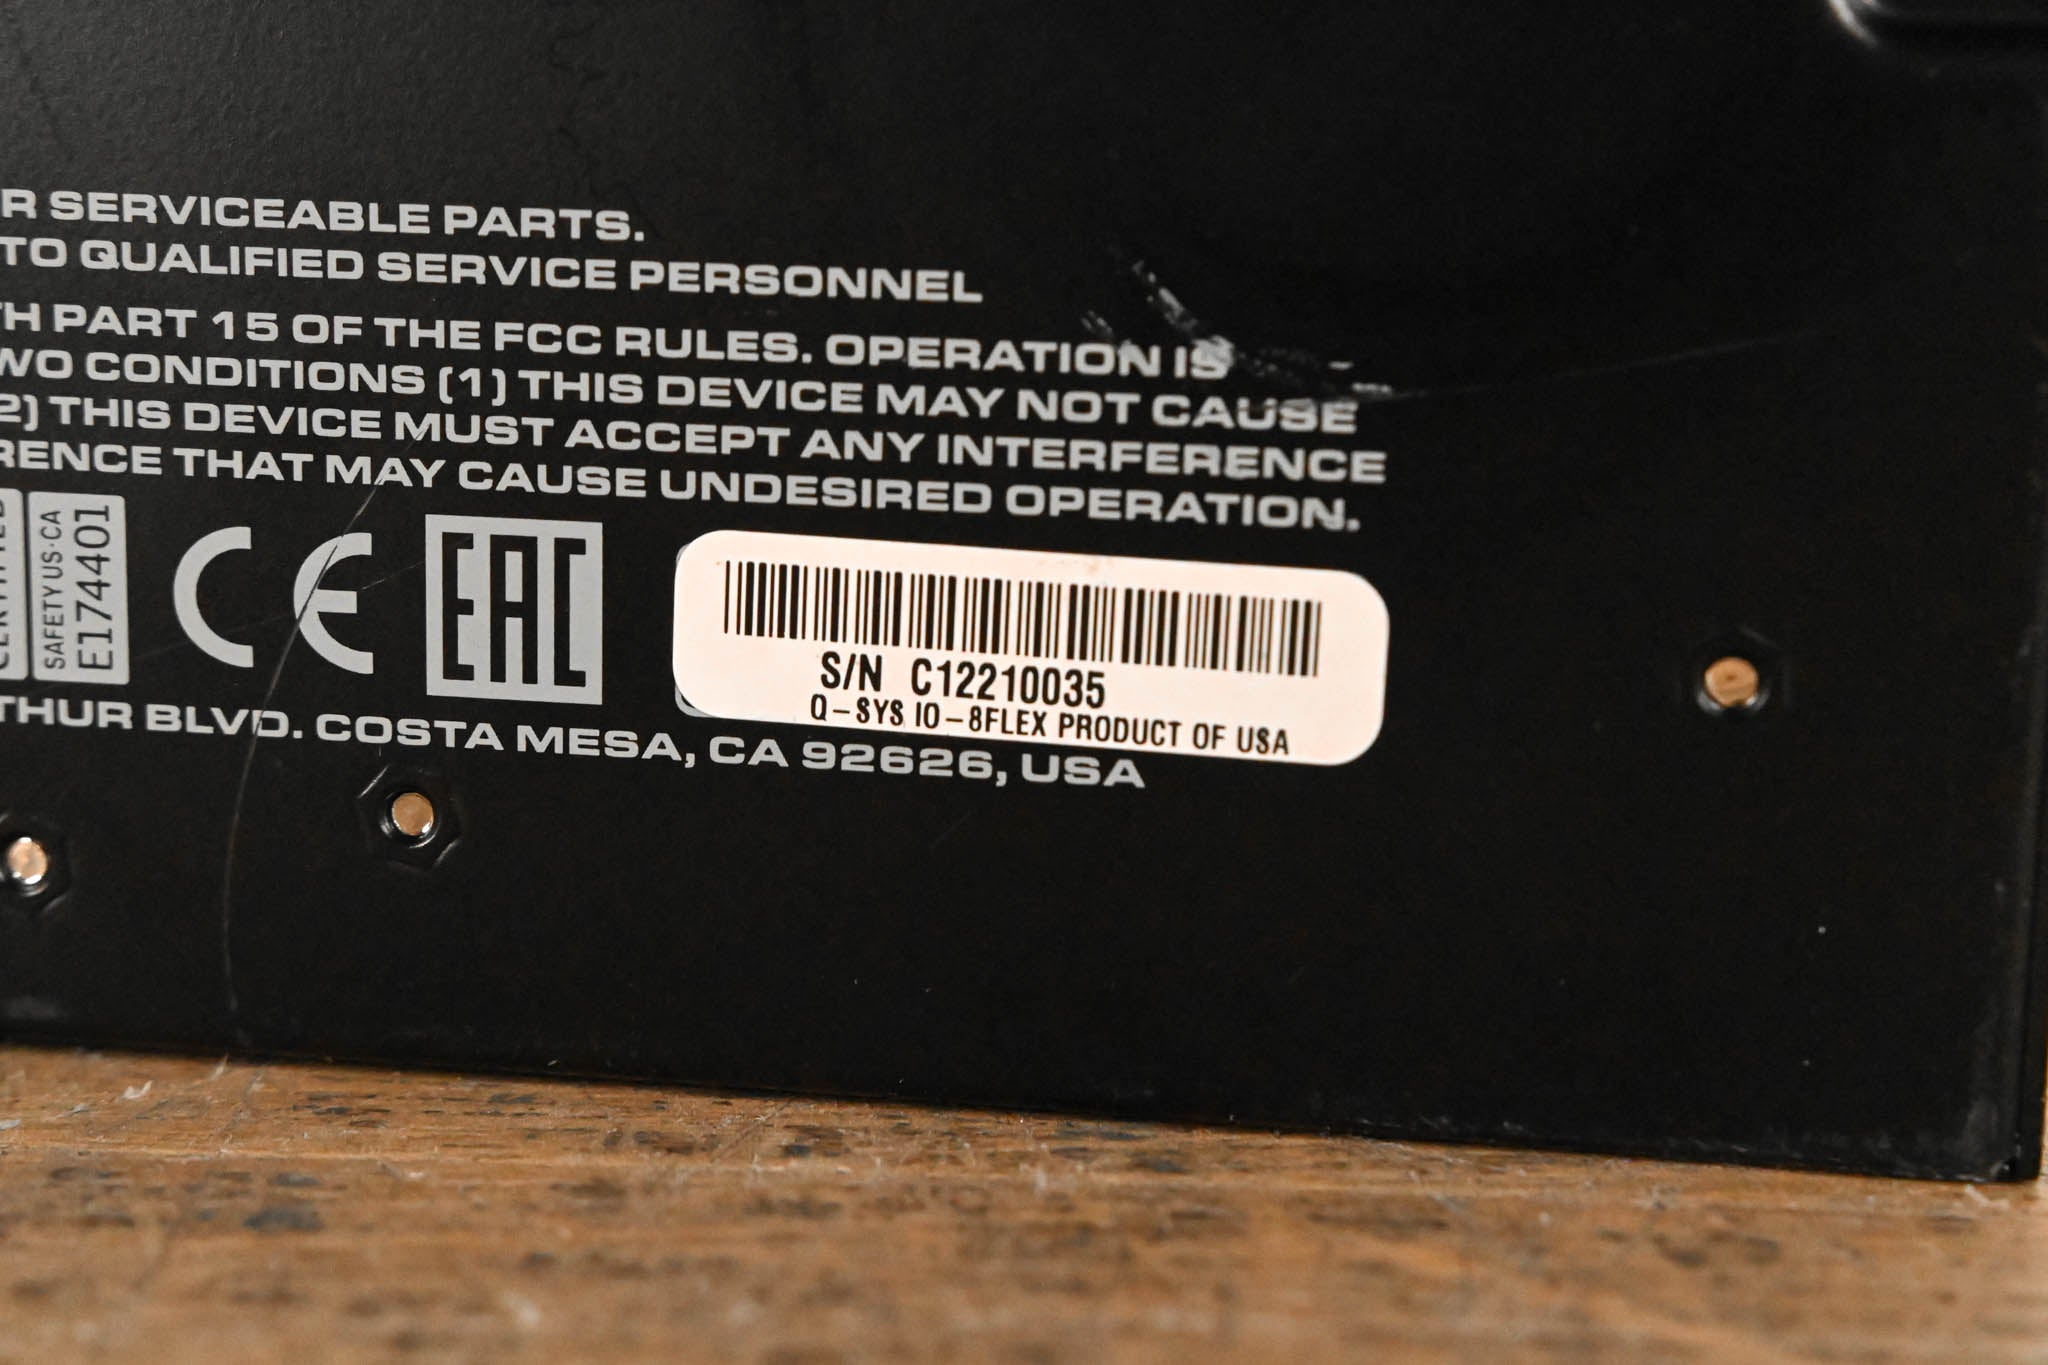 R SERVICEABLE PARTS.
TO QUALIFIED SERVICE PERSONNEL
TH PART 15 OF THE FCC RULES. OPERATION IS
WO CONDITIONS (1) THIS DEVICE MAY NOT CAUSE
2) THIS DEVICE MUST ACCEPT ANY INTERFERENCE
RENCE THAT MAY CAUSE UNDESIRED OPERATION.
SAFETY US·CA
E174401
CE
EAC
S/N C12210035
Q-SYS IO-8FLEX PRODUCT OF USA
THUR BLVD. COSTA MESA, CA 92626, USA